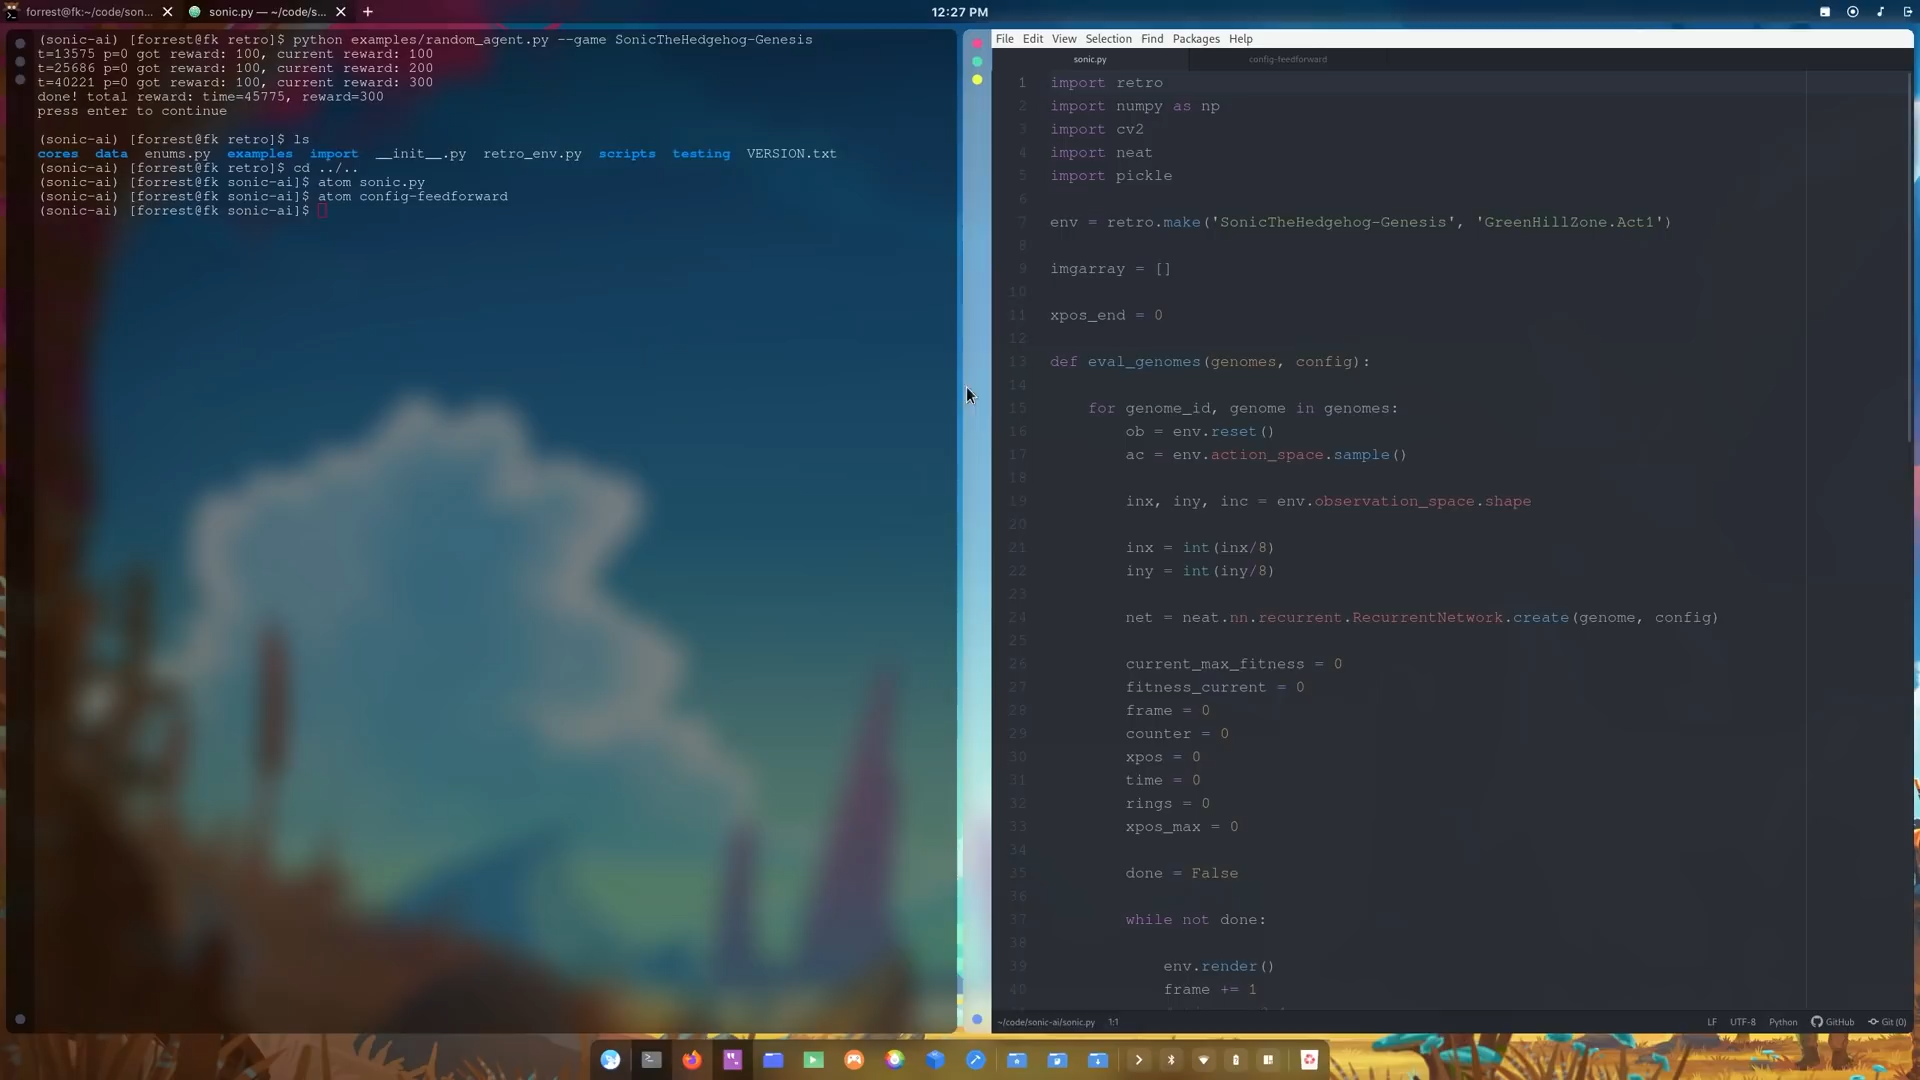 forrest@fk:~/code/son...
sonic.py — ~/code/s...
12:27 PM
(sonic-ai) [forrest@fk retro]$ python examples/random_agent.py --game SonicTheHedgehog-Genesis
t=13575 p=0 got reward: 100, current reward: 100
t=25686 p=0 got reward: 100, current reward: 200
t=40221 p=0 got reward: 100, current reward: 300
done! total reward: time=45775, reward=300
press enter to continue
(sonic-ai) [forrest@fk retro]$ ls
cores data enums.py examples import __init__.py retro_env.py scripts testing VERSION.txt
(sonic-ai) [forrest@fk retro]$ cd ../..
(sonic-ai) [forrest@fk sonic-ai]$ atom sonic.py
(sonic-ai) [forrest@fk sonic-ai]$ atom config-feedforward
(sonic-ai) [forrest@fk sonic-ai]$
File Edit View Selection Find Packages Help
sonic.py config-feedforward
1 import retro
2 import numpy as np
3 import cv2
4 import neat
5 import pickle
6
7 env = retro.make('SonicTheHedgehog-Genesis', 'GreenHillZone.Act1')
8
9 imgarray = []
10
11 xpos_end = 0
12
13 def eval_genomes(genomes, config):
14
15 for genome_id, genome in genomes:
16 ob = env.reset()
17 ac = env.action_space.sample()
18
19 inx, iny, inc = env.observation_space.shape
20
21 inx = int(inx/8)
22 iny = int(iny/8)
23
24 net = neat.nn.recurrent.RecurrentNetwork.create(genome, config)
25
26 current_max_fitness = 0
27 fitness_current = 0
28 frame = 0
29 counter = 0
30 xpos = 0
31 time = 0
32 rings = 0
33 xpos_max = 0
34
35 done = False
36
37 while not done:
38
39 env.render()
40 frame += 1
~/code/sonic-ai/sonic.py 1:1 LF UTF-8 Python GitHub Git (0)